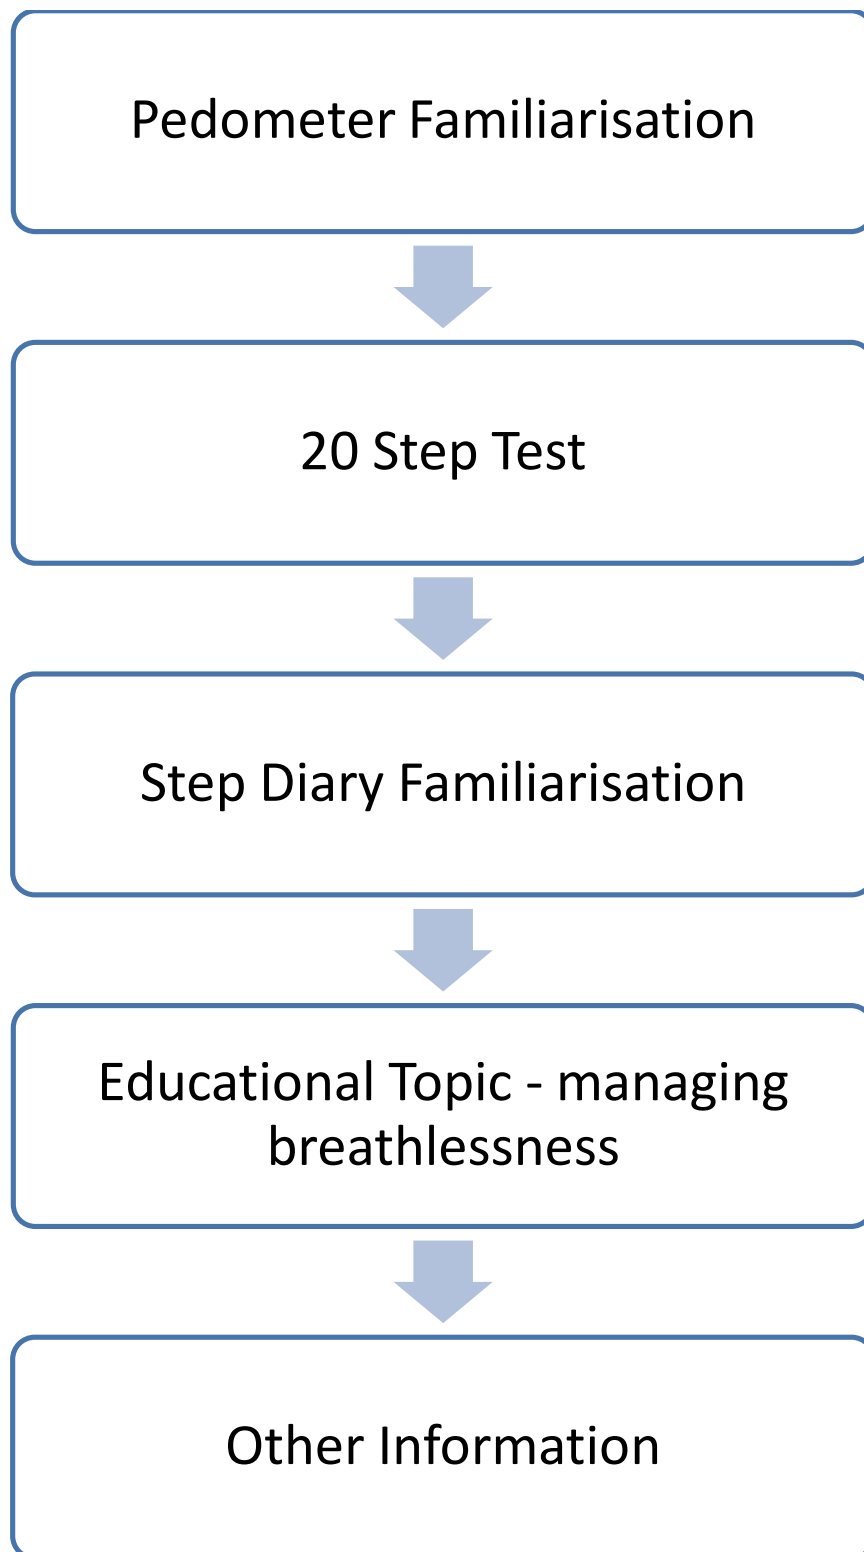 Pedometer Familiarisation
20 Step Test
Step Diary Familiarisation
Educational Topic - managing
breathlessness
Other Information